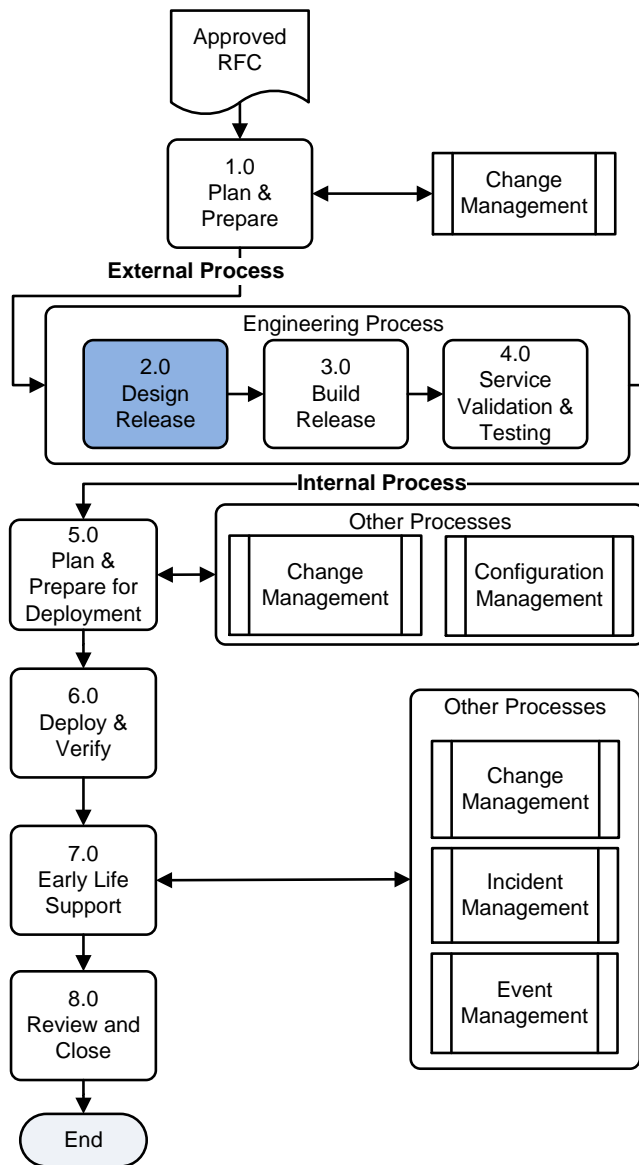 Approved
RFC
1.0
Plan &
Prepare
Change
Management
External Process
Engineering Process
2.0
Design
Release
3.0
Build
Release
4.0
Service
Validation &
Testing
Internal Process
5.0
Plan &
Prepare for
Deployment
Other Processes
Change
Management
Configuration
Management
6.0
Deploy &
Verify
Other Processes
Change
Management
7.0
Early Life
Support
Incident
Management
Event
Management
8.0
Review and
Close
End